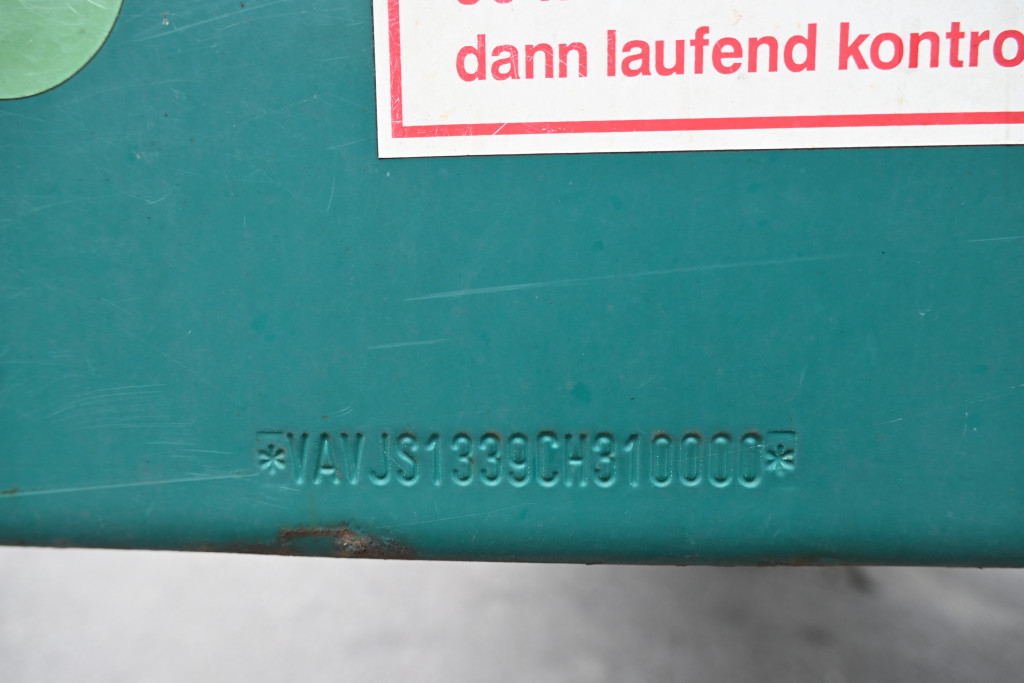 dann laufend kontro
*VAVJS1339CH310000*